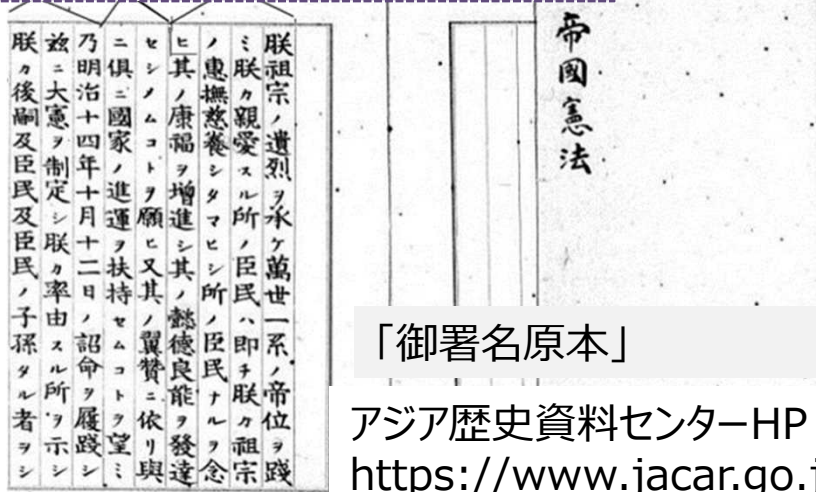 帝國憲法
朕祖宗ノ遺烈ヲ承ケ萬世一系ノ帝位ヲ踐
ミ朕カ親愛スル所ノ臣民ハ即チ朕カ祖宗
ノ惠撫慈養シタマヒシ所ノ臣民ナルヲ念
ヒ其ノ康福ヲ増進シ其ノ懿德良能ヲ發達
セシメムコトヲ願ヒ又其ノ翼贊ニ依リ與
ニ俱ニ國家ノ進運ヲ扶持セムコトヲ望ミ
乃明治十四年十月十二日ノ詔命ヲ履踐シ
茲ニ大憲ヲ制定シ朕カ率由スル所ヲ示シ
朕カ後嗣及臣民及臣民ノ子孫タル者ヲシ
「御署名原本」
アジア歴史資料センターHP
https://www.jacar.go.j